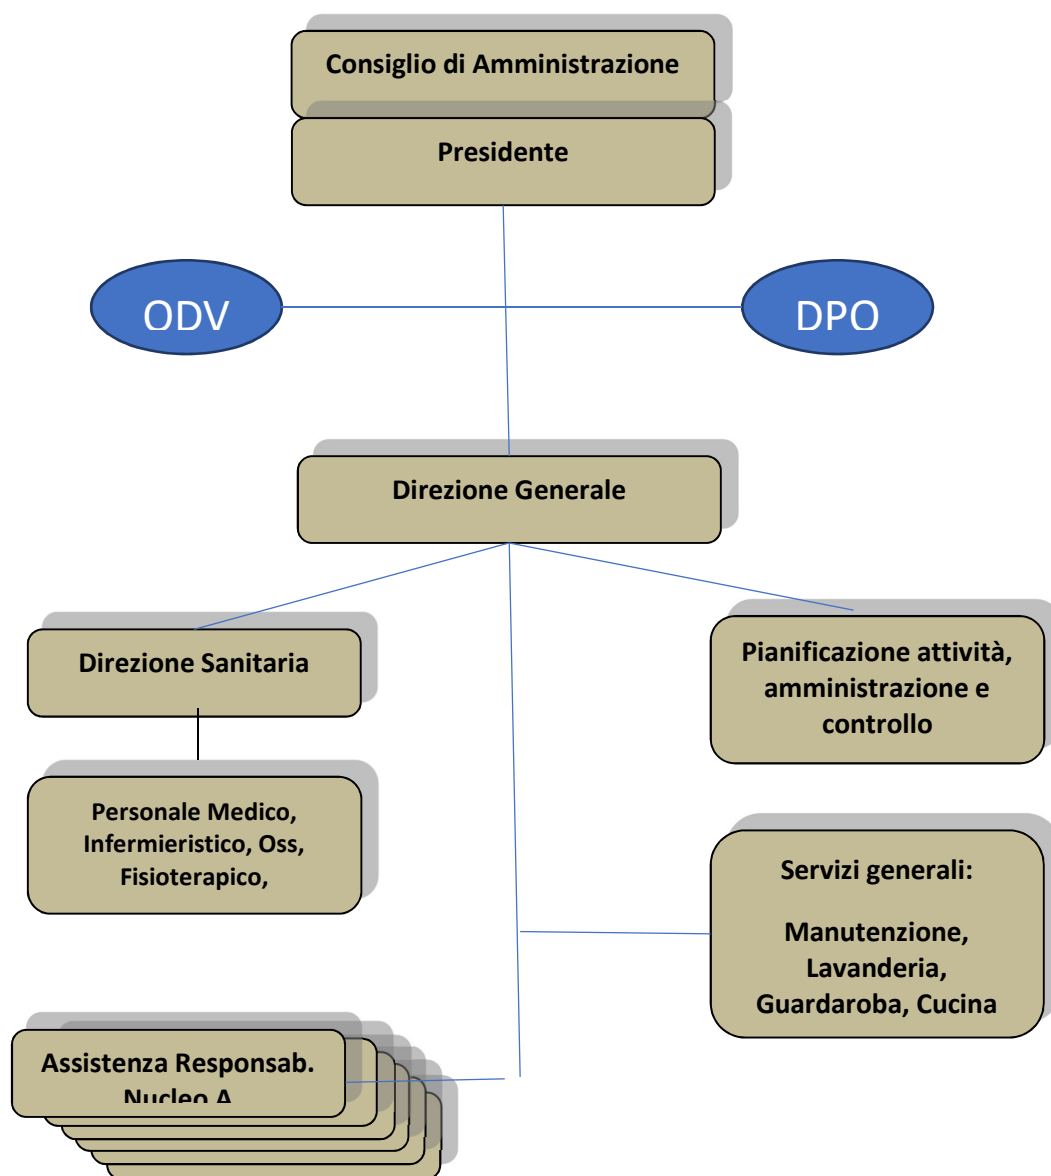 Consiglio di Amministrazione
Presidente
ODV
DPO
Direzione Generale
Direzione Sanitaria
Pianificazione attività,
amministrazione e
controllo
Personale Medico,
Infermieristico, Oss,
Fisioterapico,
Servizi generali:
Manutenzione,
Lavanderia,
Guardaroba, Cucina
Assistenza Responsab.
Nucleo A